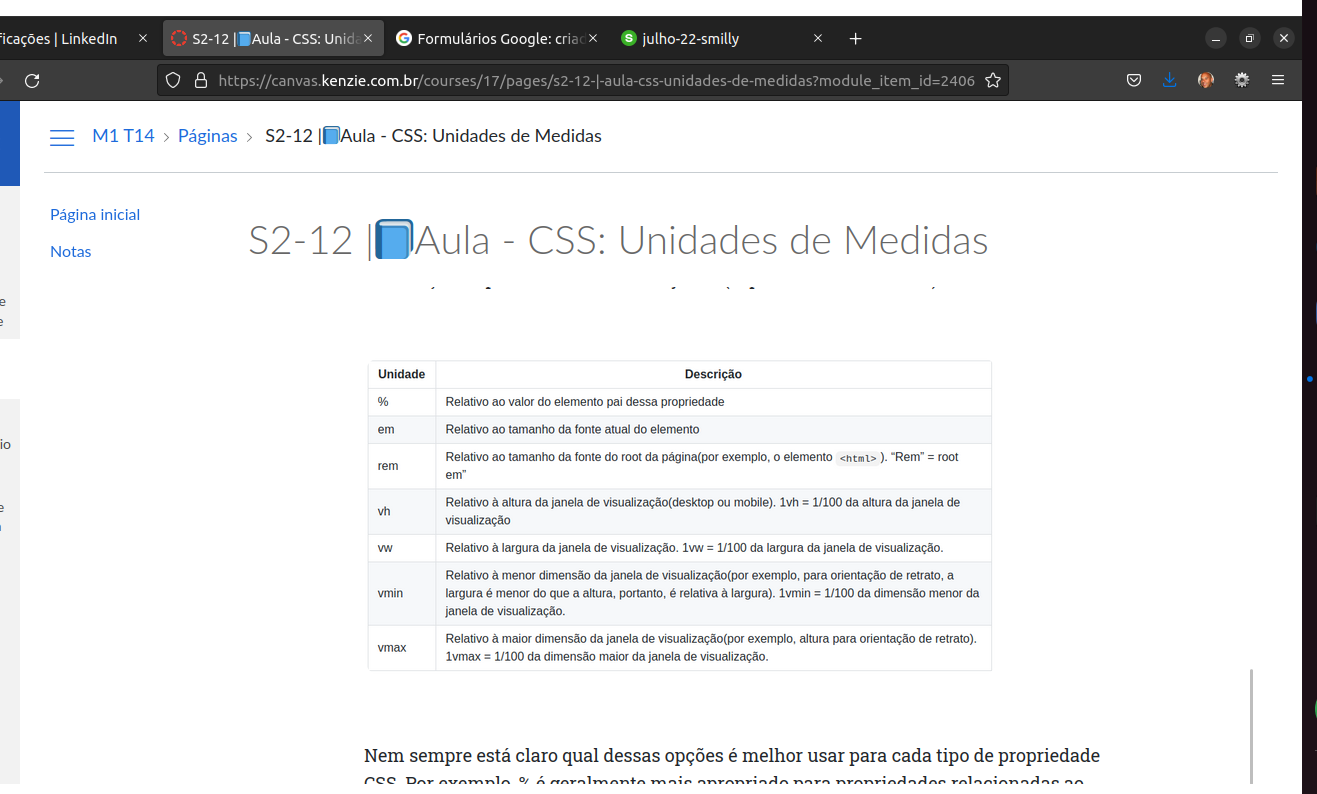 ficações | LinkedIn
S2-12 |📘Aula - CSS: Unida
Formulários Google: criad
julho-22-smilly
https://canvas.kenzie.com.br/courses/17/pages/s2-12-|-aula-css-unidades-de-medidas?module_item_id=2406
M1 T14 > Páginas > S2-12 |📘Aula - CSS: Unidades de Medidas
Página inicial
Notas
S2-12 |📘Aula - CSS: Unidades de Medidas
e
e
io
e
Unidade Descrição
% Relativo ao valor do elemento pai dessa propriedade
em Relativo ao tamanho da fonte atual do elemento
rem Relativo ao tamanho da fonte do root da página(por exemplo, o elemento <html> ). “Rem” = root
em”
vh Relativo à altura da janela de visualização(desktop ou mobile). 1vh = 1/100 da altura da janela de
visualização
vw Relativo à largura da janela de visualização. 1vw = 1/100 da largura da janela de visualização.
vmin Relativo à menor dimensão da janela de visualização(por exemplo, para orientação de retrato, a
largura é menor do que a altura, portanto, é relativa à largura). 1vmin = 1/100 da dimensão menor da
janela de visualização.
vmax Relativo à maior dimensão da janela de visualização(por exemplo, altura para orientação de retrato).
1vmax = 1/100 da dimensão maior da janela de visualização.
Nem sempre está claro qual dessas opções é melhor usar para cada tipo de propriedade
CSS. Por exemplo, % é geralmente mais apropriado para propriedades relacionadas ao